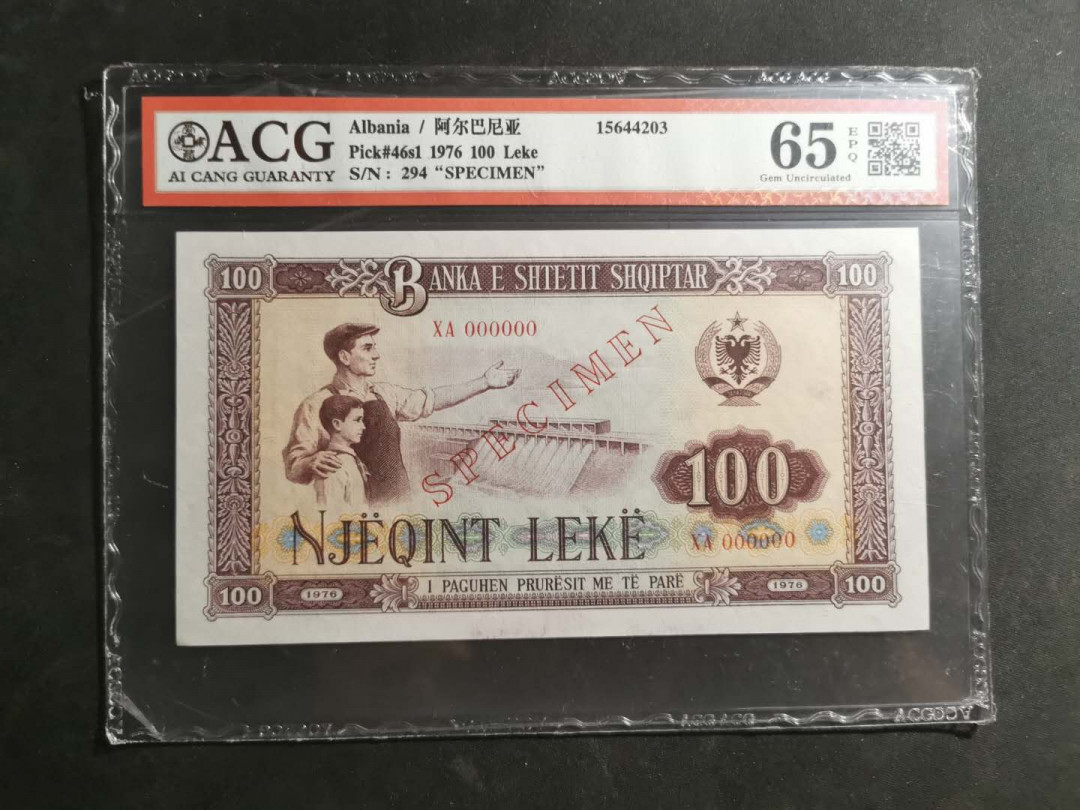 ACG
AI CANG GUARANTY
Albania / 阿尔巴尼亚
Pick#46s1 1976 100 Leke
S/N: 294 "SPECIMEN"
15644203
65
EPQ
Gem Uncirculated
100
BANKA E SHTETIT SHQIPTAR
100
XA 000000
SPECIMEN
100
NJËQINT LEKË
XA 000000
100
1976
I PAGUHEN PRURËSIT ME TË PARË
1976
100
ACG ACG